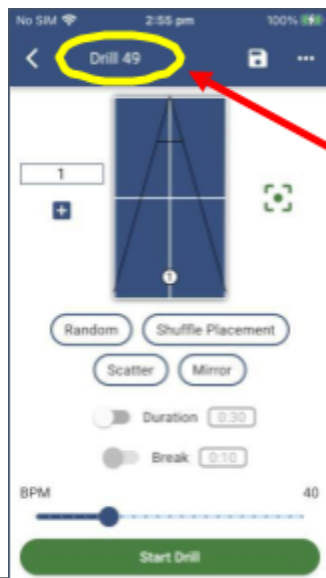 No SIM 2:55 pm 100%
Drill 49
1
1
Random Shuffle Placement
Scatter Mirror
Duration 0:30
Break 0:10
BPM 40
Start Drill